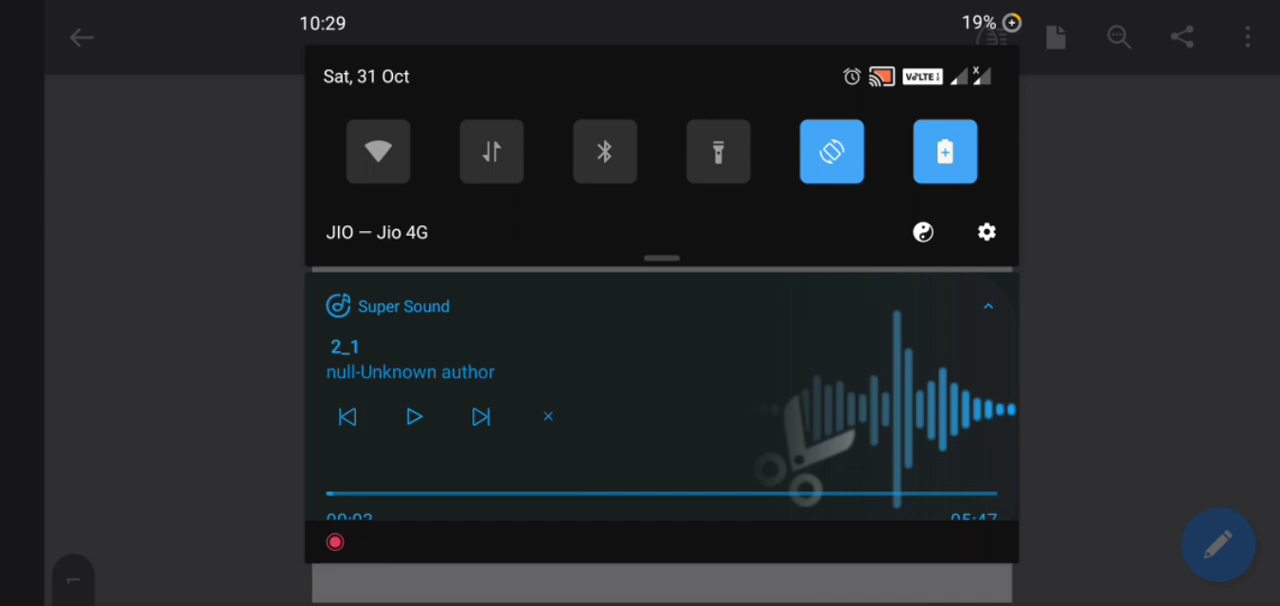 10:29
19%
Sat, 31 Oct
VoLTE
X
JIO — Jio 4G
Super Sound
2_1
null-Unknown author
00:02
05:47
1